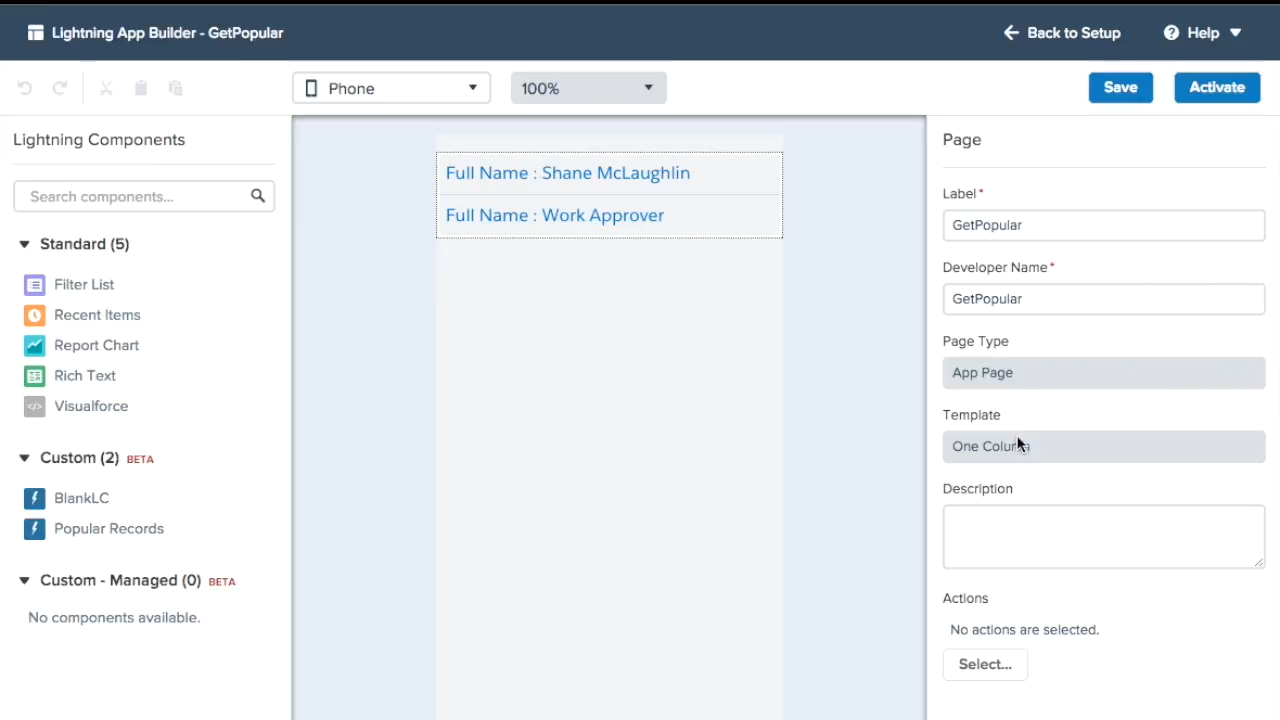 Lightning App Builder - GetPopular
Back to Setup
Help
Phone
100%
Save
Activate
Lightning Components
Search components...
Standard (5)
Filter List
Recent Items
Report Chart
Rich Text
Visualforce
Custom (2) BETA
BlankLC
Popular Records
Custom - Managed (0) BETA
No components available.
Full Name : Shane McLaughlin
Full Name : Work Approver
Page
Label*
GetPopular
Developer Name*
GetPopular
Page Type
App Page
Template
One Column
Description
Actions
No actions are selected.
Select...